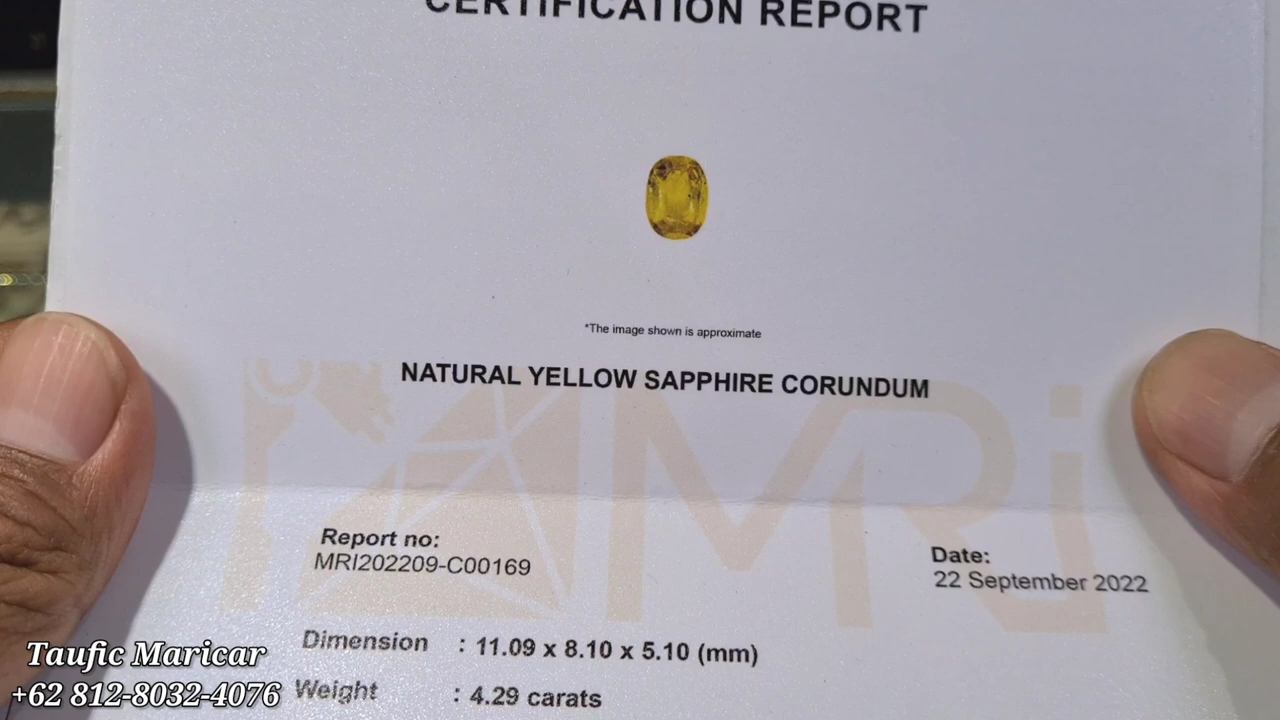 CERTIFICATION REPORT
*The image shown is approximate
NATURAL YELLOW SAPPHIRE CORUNDUM
MRi
Report no:
MRI202209-C00169
Date:
22 September 2022
Dimension : 11.09 x 8.10 x 5.10 (mm)
Weight : 4.29 carats
Taufic Maricar
+62 812-8032-4076